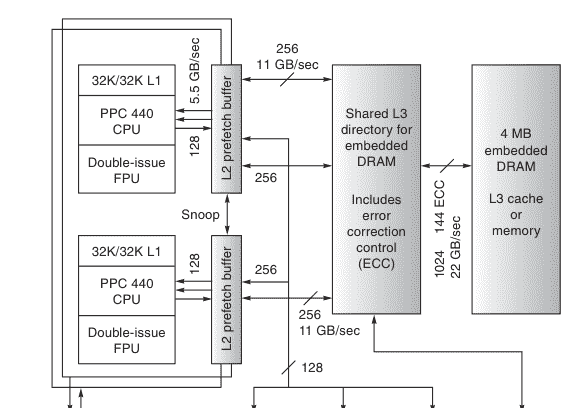 256
11 GB/sec
5.5 GB/sec
32K/32K L1
PPC 440
CPU
Double-issue
FPU
128
L2 prefetch buffer
256
Shared L3
directory for
embedded
DRAM
Includes
error
correction
control
(ECC)
1024 144 ECC
22 GB/sec
4 MB
embedded
DRAM
L3 cache
or
memory
Snoop
32K/32K L1
PPC 440
CPU
Double-issue
FPU
128
L2 prefetch buffer
256
256
11 GB/sec
128